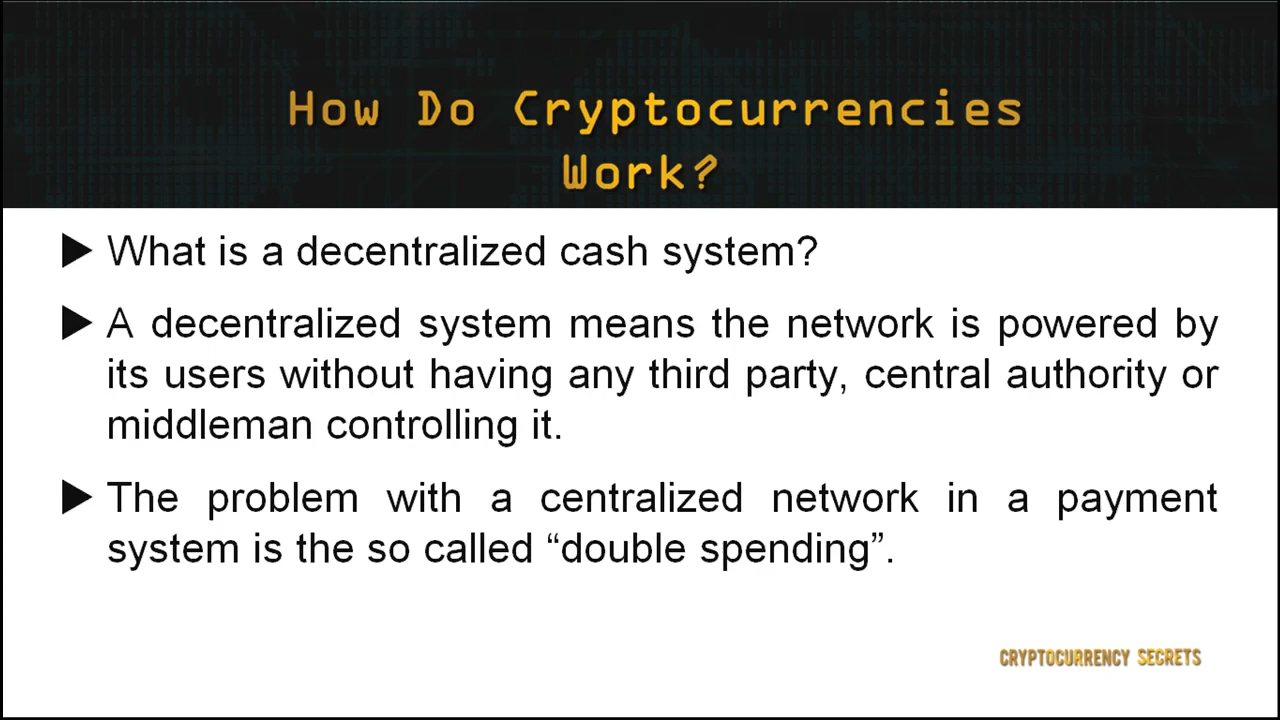 How Do Cryptocurrencies
Work?
What is a decentralized cash system?
A decentralized system means the network is powered by
its users without having any third party, central authority or
middleman controlling it.
The problem with a centralized network in a payment
system is the so called “double spending”.
CRYPTOCURRENCY SECRETS